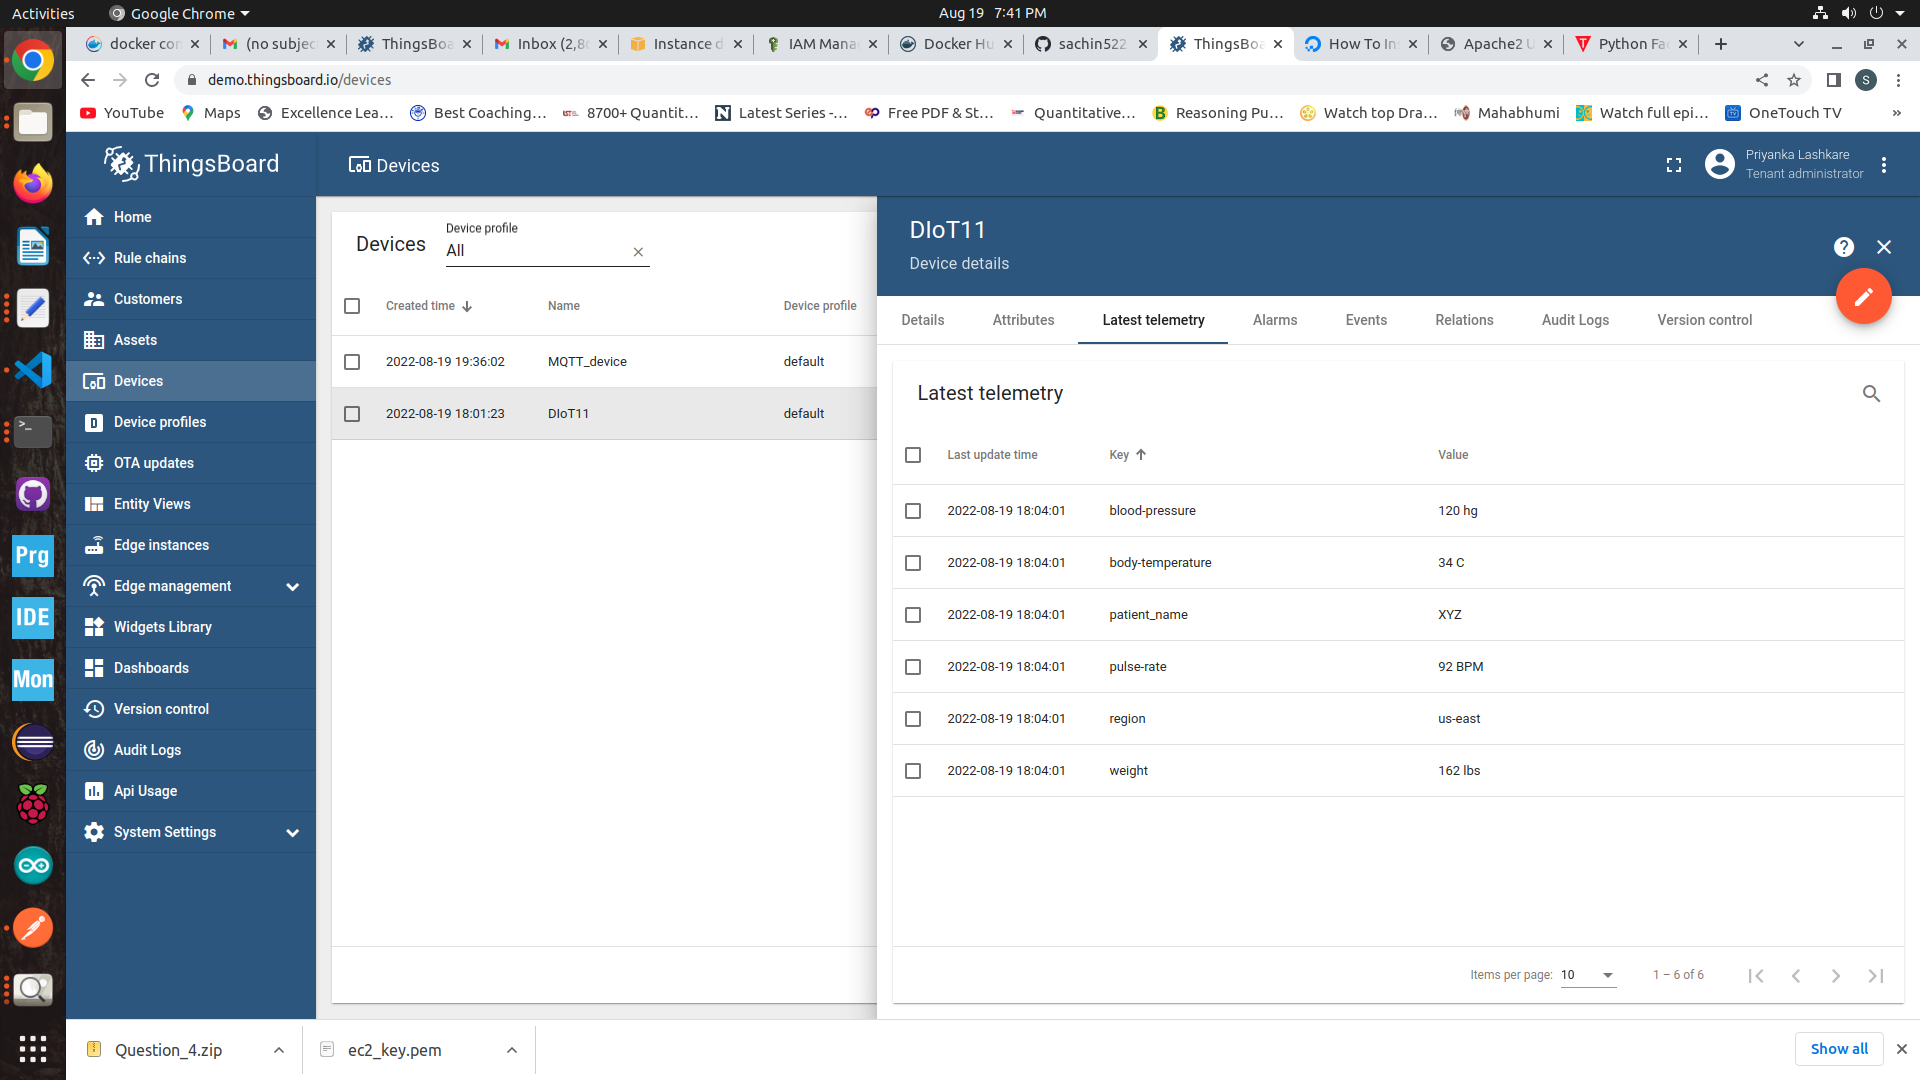 Activities
Google Chrome
Aug 19 7:41 PM
docker con
(no subjec
ThingsBoa
Inbox (2,8
Instance d
IAM Mana
Docker Hu
sachin522
ThingsBoa
How To Ins
Apache2 U
Python Fac
demo.thingsboard.io/devices
S
YouTube
Maps
Excellence Lea...
Best Coaching...
8700+ Quantit...
Latest Series -...
Free PDF & St...
Quantitative...
Reasoning Pu...
Watch top Dra...
Mahabhumi
Watch full epi...
OneTouch TV
»
ThingsBoard
Devices
Priyanka Lashkare
Tenant administrator
Home
Rule chains
Customers
Assets
Devices
Device profiles
OTA updates
Entity Views
Edge instances
Edge management
Widgets Library
Dashboards
Version control
Audit Logs
Api Usage
System Settings
Prg
IDE
Mon
Devices
Device profile
All
Created time Name Device profile
2022-08-19 19:36:02 MQTT_device default
2022-08-19 18:01:23 DIoT11 default
DIoT11
Device details
Details Attributes Latest telemetry Alarms Events Relations Audit Logs Version control
Latest telemetry
Last update time Key Value
2022-08-19 18:04:01 blood-pressure 120 hg
2022-08-19 18:04:01 body-temperature 34 C
2022-08-19 18:04:01 patient_name XYZ
2022-08-19 18:04:01 pulse-rate 92 BPM
2022-08-19 18:04:01 region us-east
2022-08-19 18:04:01 weight 162 lbs
Items per page: 10 1 – 6 of 6
Question_4.zip
ec2_key.pem
Show all